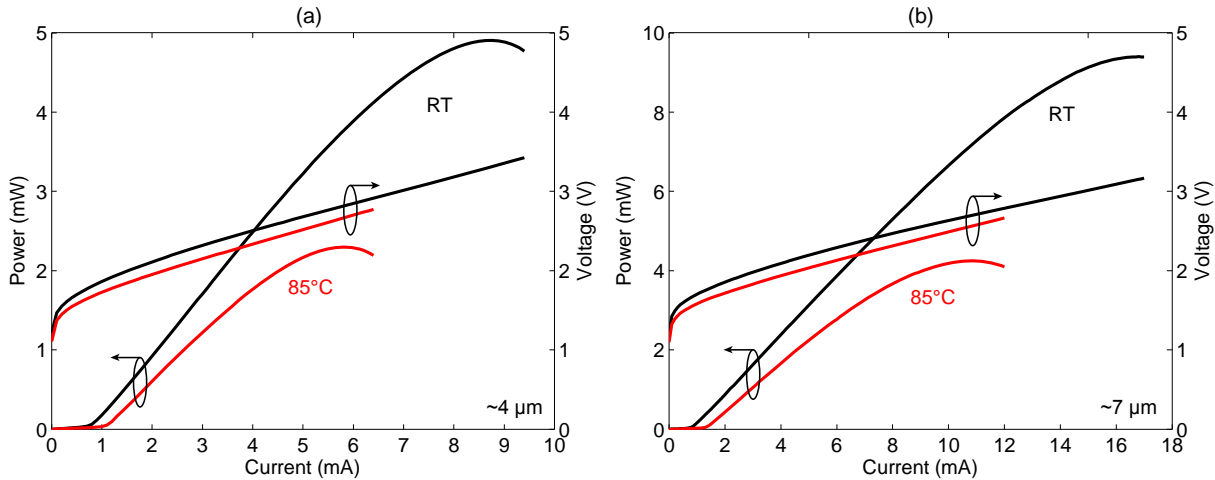 (a)
5
4
3
2
1
0
Power (mW)
5
4
3
2
1
0
Voltage (V)
0 1 2 3 4 5 6 7 8 9 10
Current (mA)
RT
85°C
~4 µm
(b)
10
8
6
4
2
0
Power (mW)
5
4
3
2
1
0
Voltage (V)
0 2 4 6 8 10 12 14 16 18
Current (mA)
RT
85°C
~7 µm